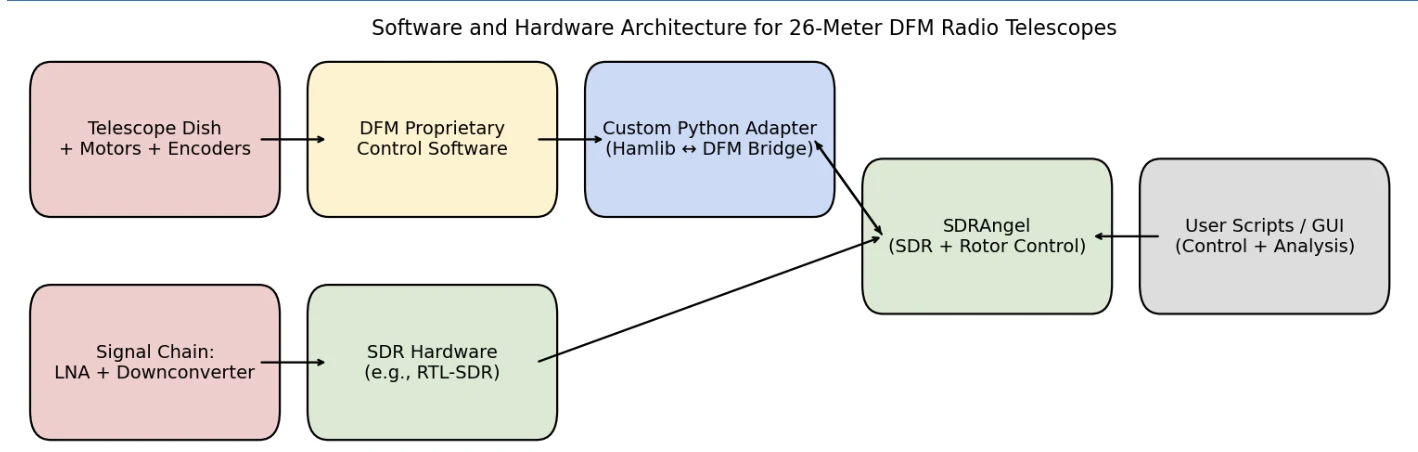 Software and Hardware Architecture for 26-Meter DFM Radio Telescopes
Telescope Dish
+ Motors + Encoders
DFM Proprietary
Control Software
Custom Python Adapter
(Hamlib ↔ DFM Bridge)
SDRAngel
(SDR + Rotor Control)
User Scripts / GUI
(Control + Analysis)
Signal Chain:
LNA + Downconverter
SDR Hardware
(e.g., RTL-SDR)